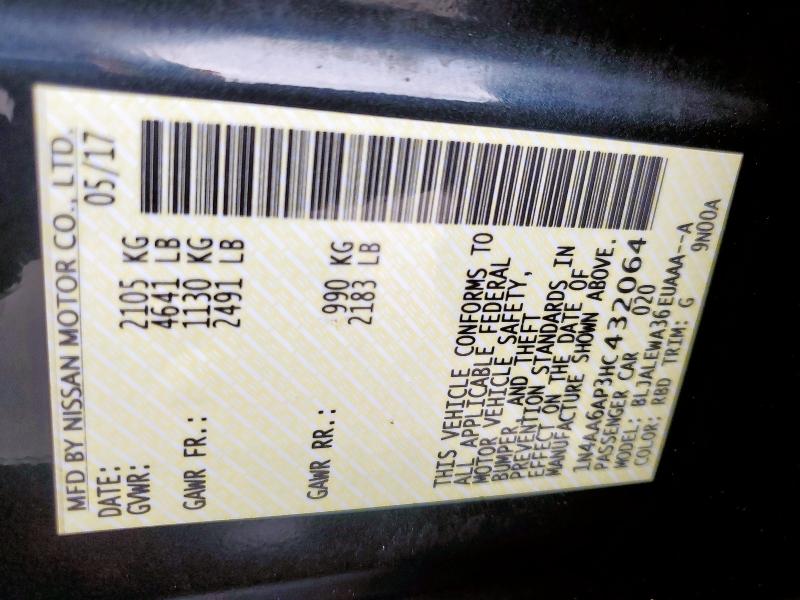 MFD BY NISSAN MOTOR CO., LTD.
DATE: 05/17
GVWR: 2105 KG
4641 LB
GAWR FR.: 1130 KG
2491 LB
GAWR RR.: 990 KG
2183 LB
THIS VEHICLE CONFORMS TO
ALL APPLICABLE FEDERAL
MOTOR VEHICLE SAFETY,
BUMPER, AND THEFT
PREVENTION STANDARDS IN
EFFECT ON THE DATE OF
MANUFACTURE SHOWN ABOVE.
1N4AA6AP3HC432064
PASSENGER CAR 020
MODEL: BLJALEWA36EUAAA--A
COLOR: RBD TRIM: G 9N00A